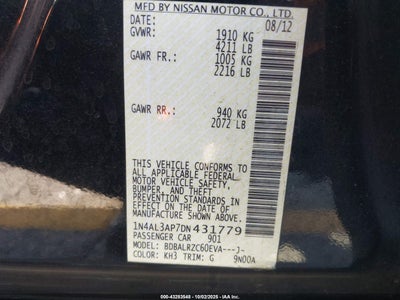 MFD BY NISSAN MOTOR CO., LTD.
DATE: 08/12
GVWR: 1910 KG
4211 LB
GAWR FR.: 1005 KG
2216 LB
GAWR RR.: 940 KG
2072 LB
THIS VEHICLE CONFORMS TO
ALL APPLICABLE FEDERAL
MOTOR VEHICLE SAFETY,
BUMPER, AND THEFT
PREVENTION STANDARDS IN
EFFECT ON THE DATE OF
MANUFACTURE SHOWN ABOVE.
1N4AL3AP7DN431779
PASSENGER CAR 901
MODEL: BDBALRZC60EVA---J-
COLOR: KH3 TRIM: G 9N00A
000-43283548 - 10/02/2025 - www.iaai.com